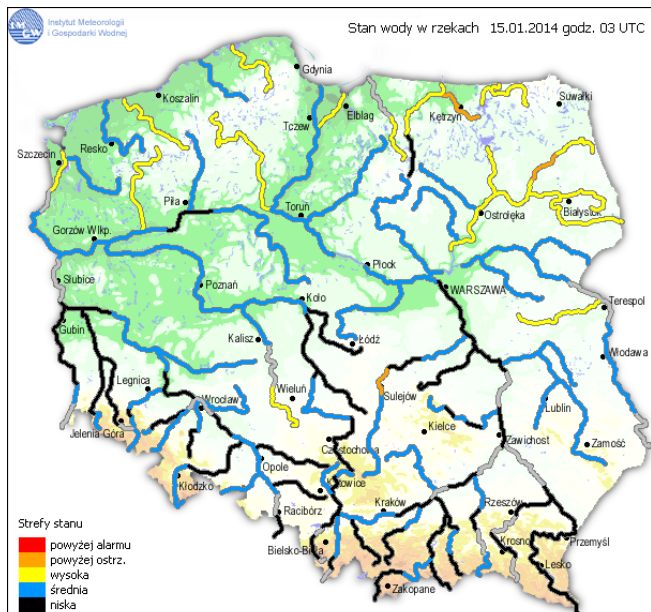 Instytut Meteorologii
i Gospodarki Wodnej
Stan wody w rzekach 15.01.2014 godz. 03 UTC
Gdynia
Koszalin
Suwałki
Kętrzyn
Elbląg
Tczew
Resko
Szczecin
Piła
Toruń
Ostrołęka
Białystok
Gorzów Wlkp.
Płock
Słubice
Poznań
Koło
WARSZAWA
Terespol
Gubin
Kalisz
Łódź
Włodawa
Legnica
Wieluń
Sulejów
Lublin
Wrocław
Jelenia Góra
Kielce
Zawichost
Zamość
Częstochowa
Opole
Kłodzko
Katowice
Racibórz
Kraków
Rzeszów
Strefy stanu
Bielsko-Biała
Krosno
Przemyśl
Lesko
Zakopane
powyżej alarmu
powyżej ostrz.
wysoka
średnia
niska